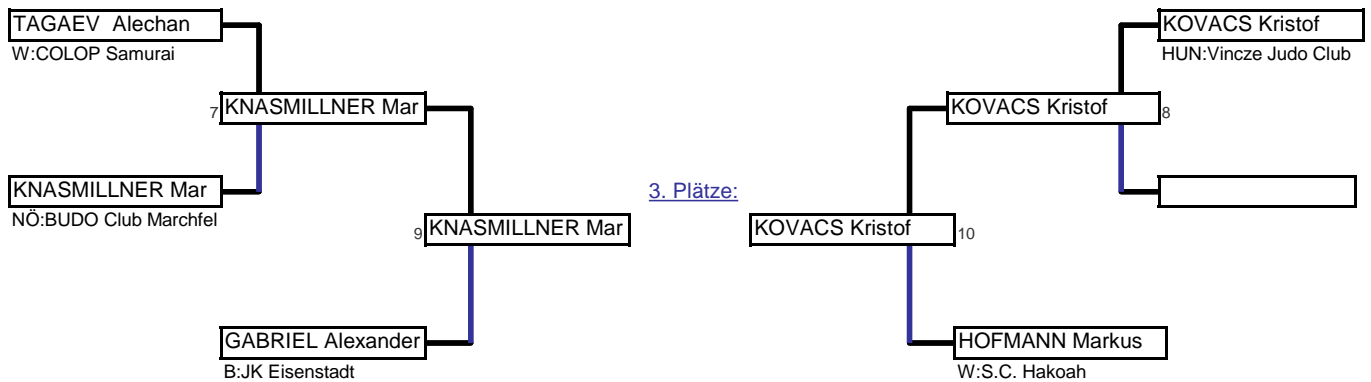 TAGAEV  Alechan
W:COLOP Samurai
KOVACS Kristof
HUN:Vincze Judo Club
7 KNASMILLNER Mar
KOVACS Kristof 8
KNASMILLNER Mar
NÖ:BUDO Club Marchfel
3. Plätze:
9 KNASMILLNER Mar
KOVACS Kristof 10
GABRIEL Alexander
B:JK Eisenstadt
HOFMANN Markus
W:S.C. Hakoah